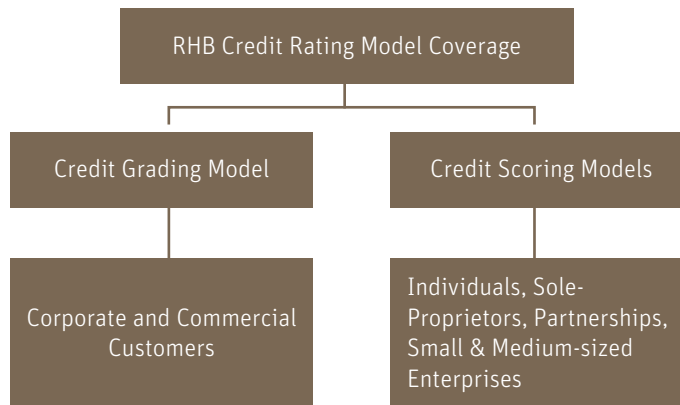 RHB Credit Rating Model Coverage
Credit Grading Model
Credit Scoring Models
Corporate and Commercial
Customers
Individuals, Sole-
Proprietors, Partnerships,
Small & Medium-sized
Enterprises